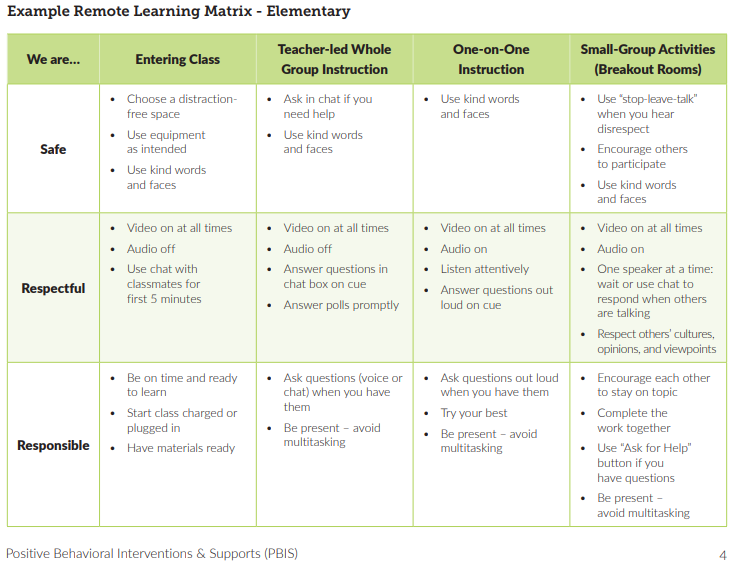 Example Remote Learning Matrix - Elementary
We are...
Entering Class
Teacher-led Whole
Group Instruction
One-on-One
Instruction
Small-Group Activities
(Breakout Rooms)
Safe
• Choose a distraction-
free space
• Use equipment
as intended
• Use kind words
and faces
• Ask in chat if you
need help
• Use kind words
and faces
• Use kind words
and faces
• Use “stop-leave-talk”
when you hear
disrespect
• Encourage others
to participate
• Use kind words
and faces
Respectful
• Video on at all times
• Audio off
• Use chat with
classmates for
first 5 minutes
• Video on at all times
• Audio off
• Answer questions in
chat box on cue
• Answer polls promptly
• Video on at all times
• Audio on
• Listen attentively
• Answer questions out
loud on cue
• Video on at all times
• Audio on
• One speaker at a time:
wait or use chat to
respond when others
are talking
• Respect others’ cultures,
opinions, and viewpoints
Responsible
• Be on time and ready
to learn
• Start class charged or
plugged in
• Have materials ready
• Ask questions (voice or
chat) when you have
them
• Be present – avoid
multitasking
• Ask questions out loud
when you have them
• Try your best
• Be present – avoid
multitasking
• Encourage each other
to stay on topic
• Complete the
work together
• Use “Ask for Help”
button if you
have questions
• Be present –
avoid multitasking
Positive Behavioral Interventions & Supports (PBIS)
4